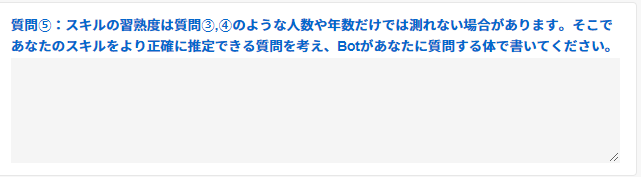 質問⑤：スキルの習熟度は質問③,④のような人数や年数だけでは測れない場合があります。そこで
あなたのスキルをより正確に推定できる質問を考え、Botがあなたに質問する体で書いてください。